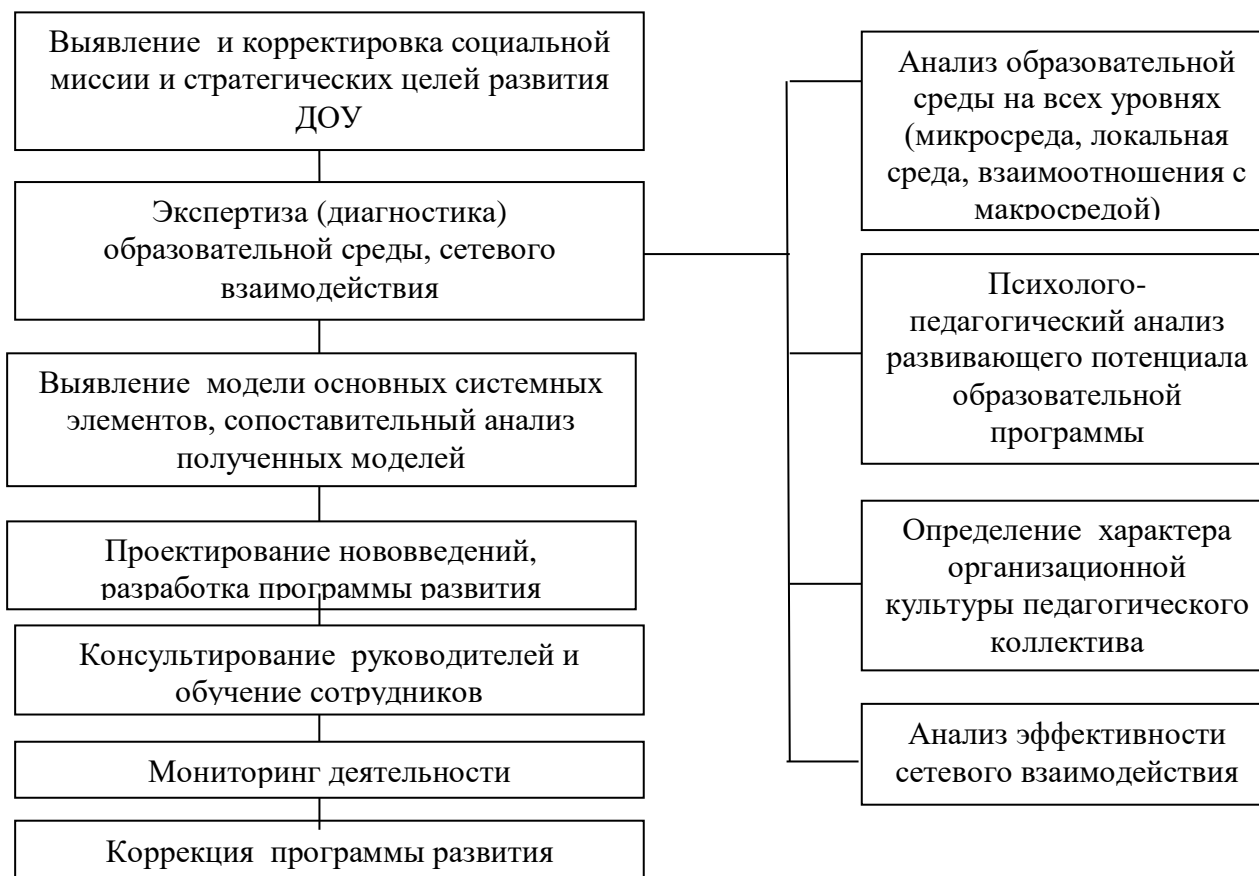 Выявление и корректировка социальной
миссии и стратегических целей развития
ДОУ
Экспертиза (диагностика)
образовательной среды, сетевого
взаимодействия
Выявление модели основных системных
элементов, сопоставительный анализ
полученных моделей
Проектирование нововведений,
разработка программы развития
Консультирование руководителей и
обучение сотрудников
Мониторинг деятельности
Коррекция программы развития
Анализ образовательной
среды на всех уровнях
(микросреда, локальная
среда, взаимоотношения с
макросредой)
Психолого-
педагогический анализ
развивающего потенциала
образовательной
программы
Определение характера
организационной
культуры педагогического
коллектива
Анализ эффективности
сетевого взаимодействия